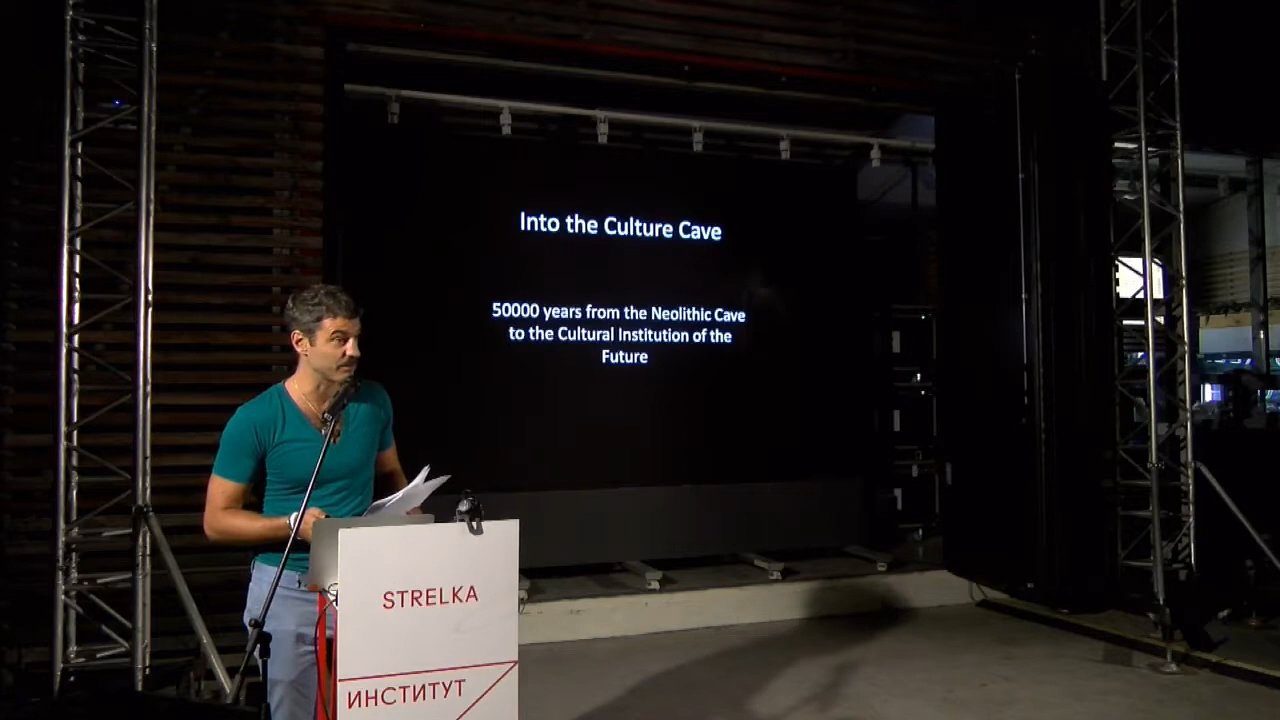 Into the Culture Cave
50000 years from the Neolithic Cave
to the Cultural Institution of the
Future
STRELKA
ИНСТИТУТ